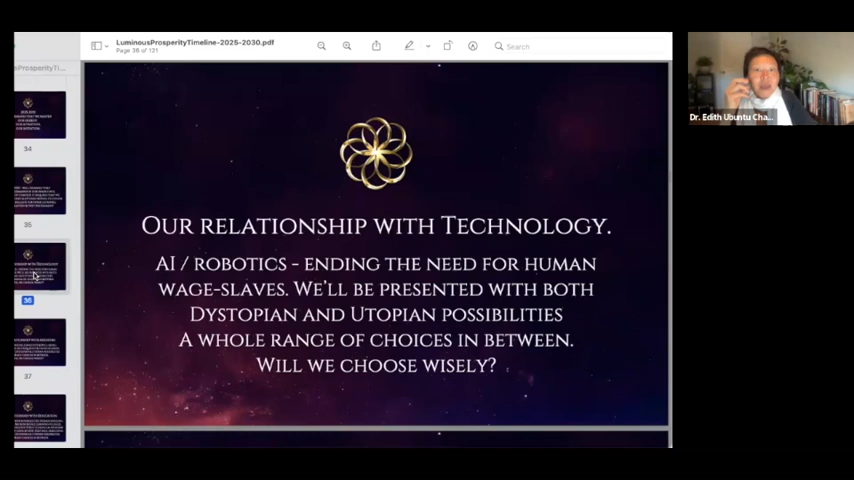 LuminousProsperityTimeline-2025-2030.pdf
Page 36 of 121
Search
sProsperityTi...
34
35
36
37
Our relationship with Technology.
AI / robotics - ending the need for human
wage-slaves. We'll be presented with both
Dystopian and Utopian possibilities
A whole range of choices in between.
Will we choose wisely?
Dr. Edith Ubuntu Cha...